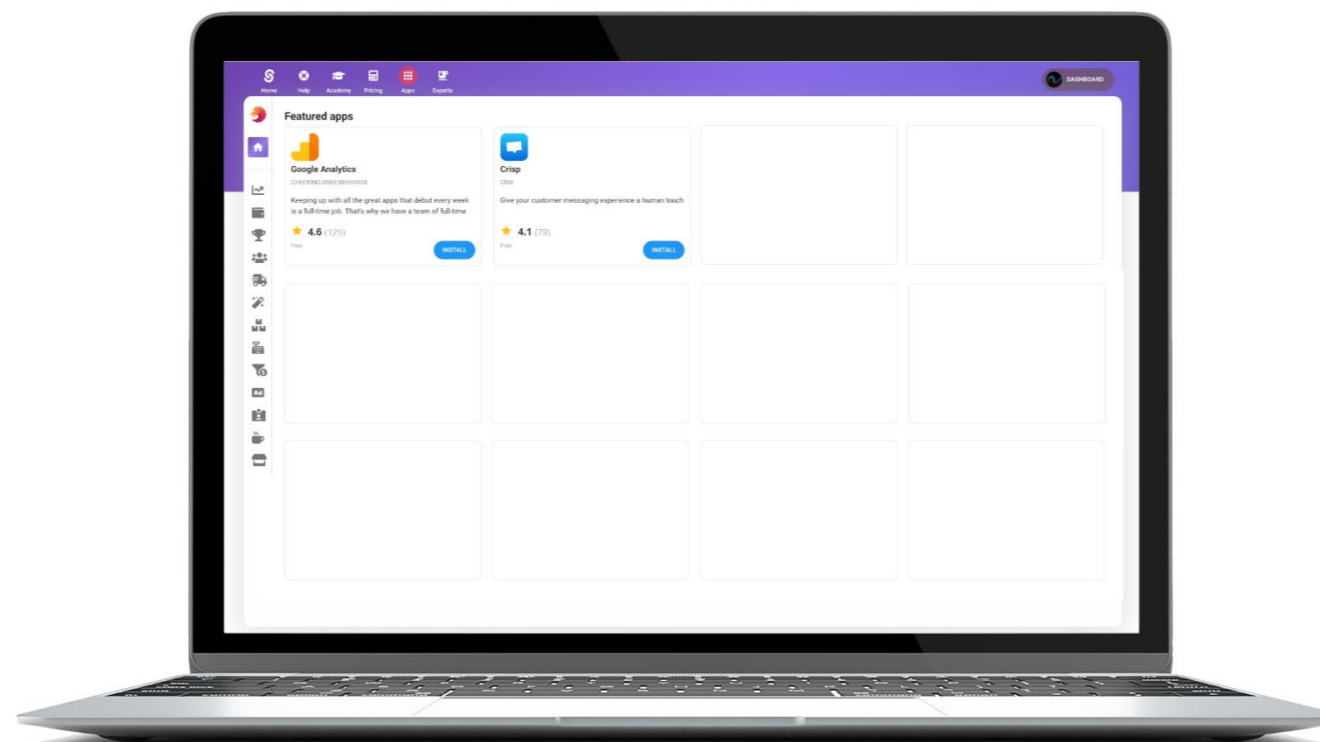 Home Help Academy Pricing Apps Experts
DASHBOARD
Featured apps
Google Analytics
CHECKING USER BEHAVIOR
Keeping up with all the great apps that debut every week
is a full-time job. That's why we have a team of full-time
4.6 (125)
Free
INSTALL
Crisp
CRM
Give your customer messaging experience a human touch
4.1 (79)
Free
INSTALL
Ad